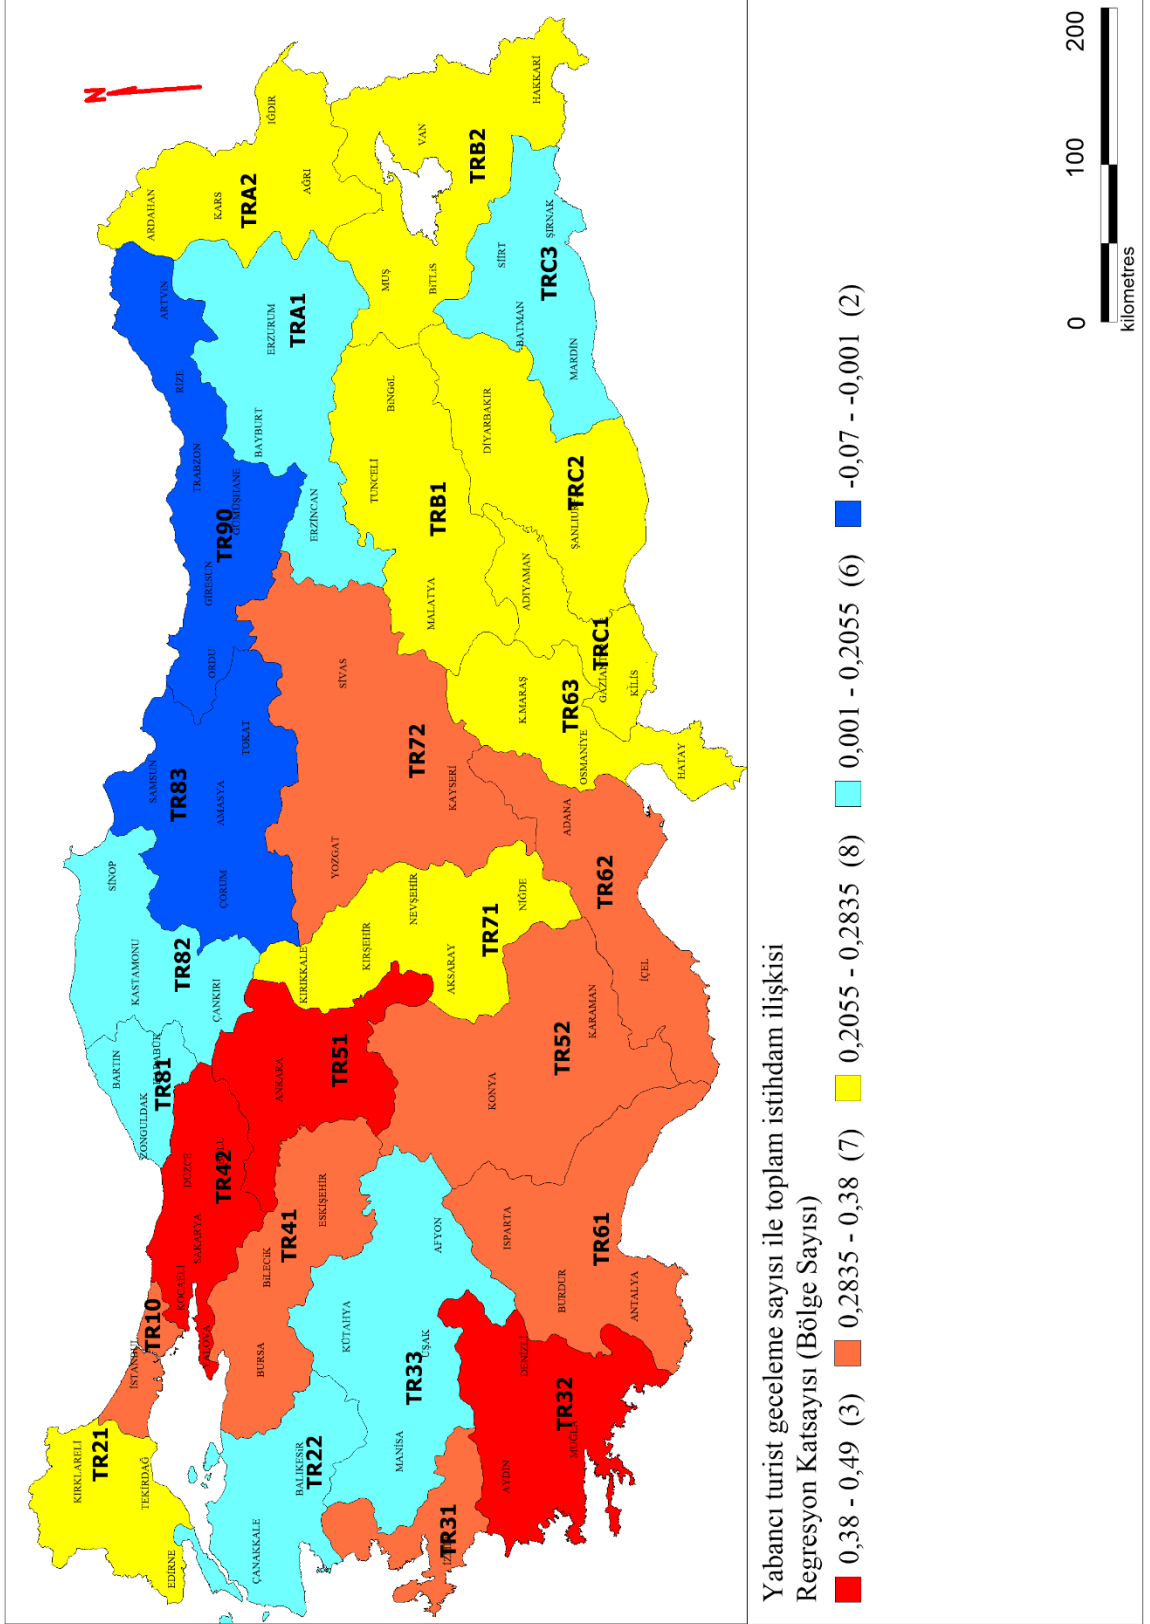 N
KIRKLARELİ
TR21
TEKİRDAĞ
EDİRNE
İSTANBUL
TR10
KOCAELİ
YALOVA
SAKARYA
DÜZCE
TR42
ZONGULDAK
BARTIN
TR81
KASTAMONU
SİNOP
TR82
ÇANKIRI
SAMSUN
TR83
AMASYA
TOKAT
ÇORUM
ORDU
GİRESUN
TR90
GÜMÜŞHANE
TRABZON
RİZE
ARTVİN
ARDAHAN
KARS
TRA2
IĞDIR
AĞRI
BAYBURT
ERZURUM
TRA1
ERZİNCAN
ÇANAKKALE
BALIKESİR
TR22
BURSA
BİLECİK
TR41
ESKİŞEHİR
ANKARA
TR51
KIRIKKALE
KIRŞEHİR
NEVŞEHİR
AKSARAY
TR71
NİĞDE
YOZGAT
SİVAS
TR72
KAYSERİ
TUNCELİ
BİNGöL
TRB1
MALATYA
MUŞ
BİTLİS
VAN
TRB2
HAKKARİ
KÜTAHYA
MANİSA
TR33
UŞAK
AFYON
TR31
AYDIN
DENİZLİ
TR32
MUĞLA
ISPARTA
BURDUR
TR61
ANTALYA
KONYA
TR52
KARAMAN
İÇEL
TR62
ADANA
K.MARAŞ
TR63
OSMANİYE
HATAY
ADIYAMAN
TRC1
KİLİS
DİYARBAKIR
TRC2
SİİRT
ŞIRNAK
BATMAN
TRC3
MARDİN
Yabancı turist geceleme sayısı ile toplam istihdam ilişkisi
Regresyon Katsayısı (Bölge Sayısı)
0,38 - 0,49 (3) 0,2835 - 0,38 (7) 0,2055 - 0,2835 (8) 0,001 - 0,2055 (6) -0,07 - -0,001 (2)
0 100 200
kilometres